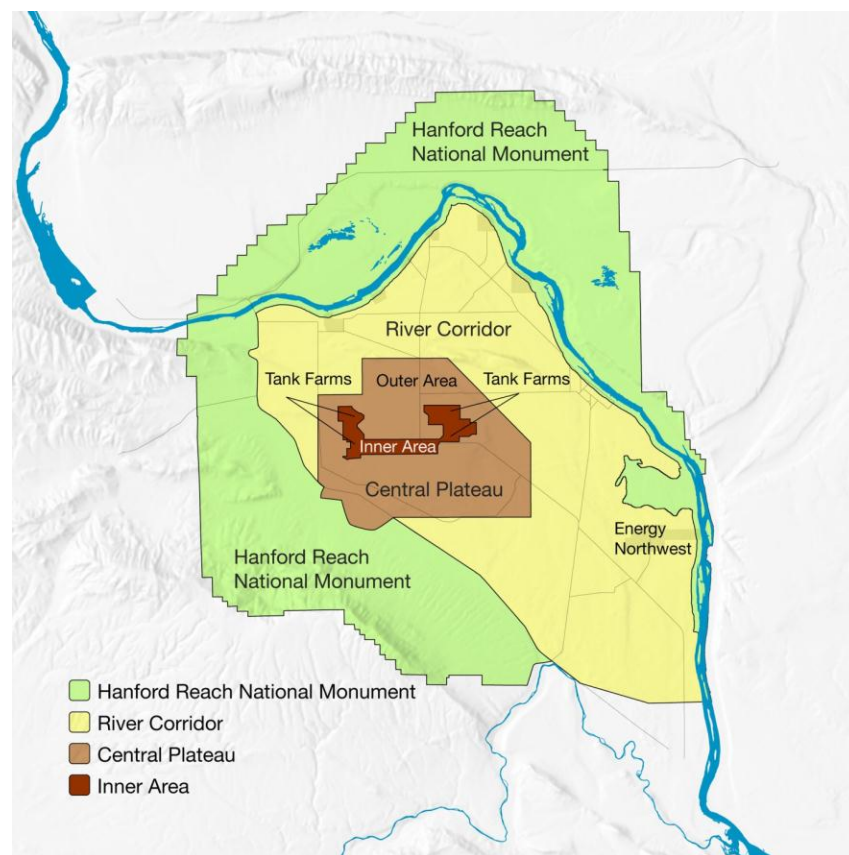 Hanford Reach
National Monument
River Corridor
Tank Farms
Outer Area
Tank Farms
Inner Area
Central Plateau
Energy
Northwest
Hanford Reach
National Monument
Hanford Reach National Monument
River Corridor
Central Plateau
Inner Area